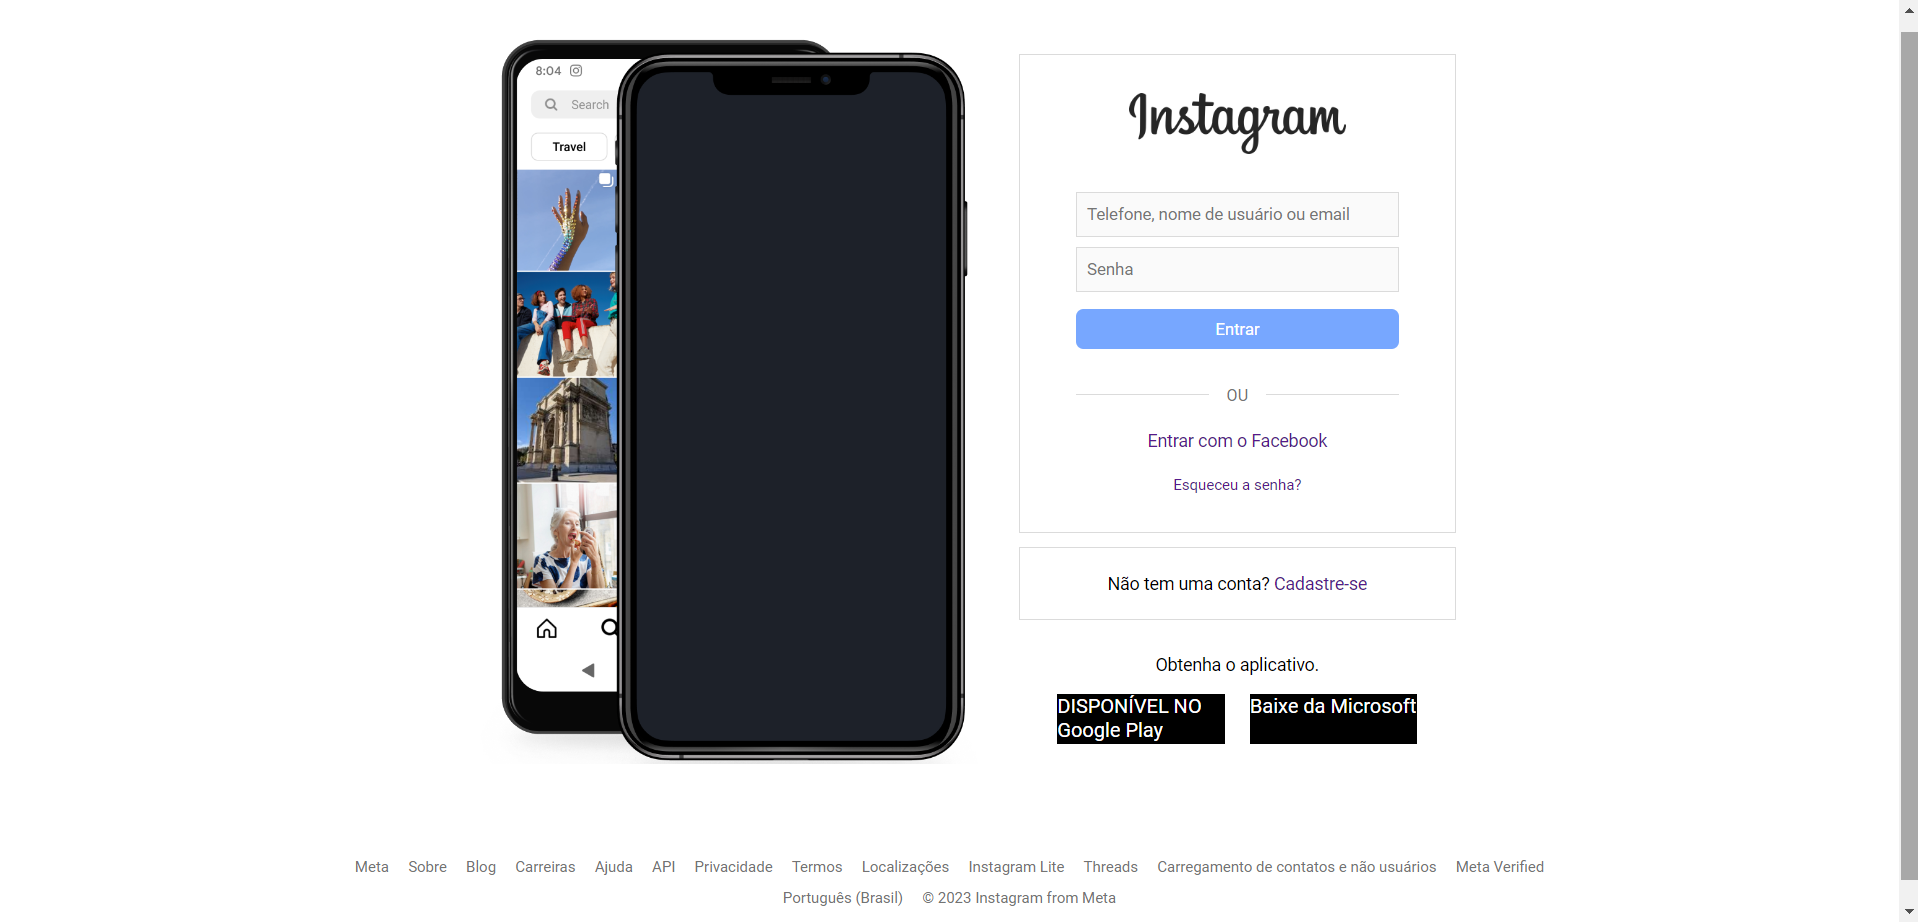 8:04
Search
Travel
Instagram
Telefone, nome de usuário ou email
Senha
Entrar
OU
Entrar com o Facebook
Esqueceu a senha?
Não tem uma conta? Cadastre-se
Obtenha o aplicativo.
DISPONÍVEL NO
Google Play
Baixe da Microsoft
Meta Sobre Blog Carreiras Ajuda API Privacidade Termos Localizações Instagram Lite Threads Carregamento de contatos e não usuários Meta Verified
Português (Brasil) © 2023 Instagram from Meta